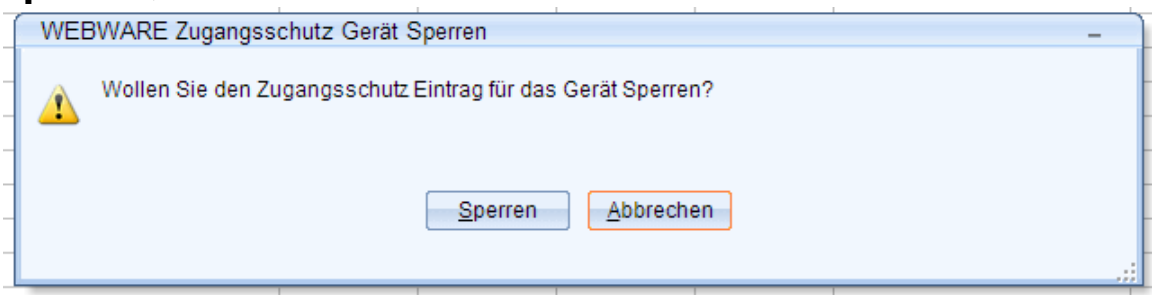 WEBWARE Zugangsschutz Gerät Sperren
Wollen Sie den Zugangsschutz Eintrag für das Gerät Sperren?
Sperren
Abbrechen